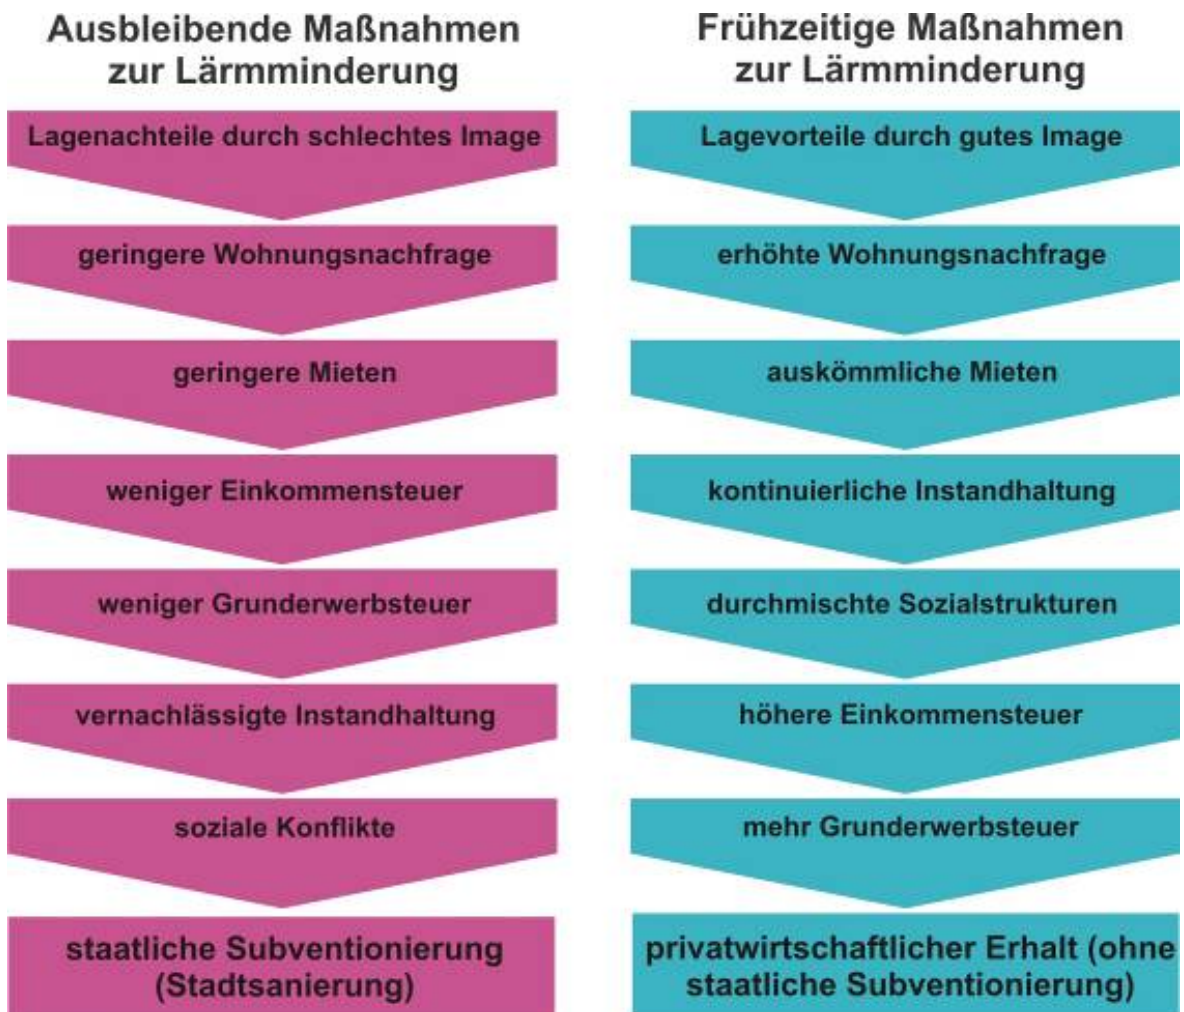 Ausbleibende Maßnahmen
zur Lärmminderung
Lagenachteile durch schlechtes Image
geringere Wohnungsnachfrage
geringere Mieten
weniger Einkommensteuer
weniger Grunderwerbsteuer
vernachlässigte Instandhaltung
soziale Konflikte
staatliche Subventionierung
(Stadtsanierung)
Frühzeitige Maßnahmen
zur Lärmminderung
Lagevorteile durch gutes Image
erhöhte Wohnungsnachfrage
auskömmliche Mieten
kontinuierliche Instandhaltung
durchmischte Sozialstrukturen
höhere Einkommensteuer
mehr Grunderwerbsteuer
privatwirtschaftlicher Erhalt (ohne
staatliche Subventionierung)